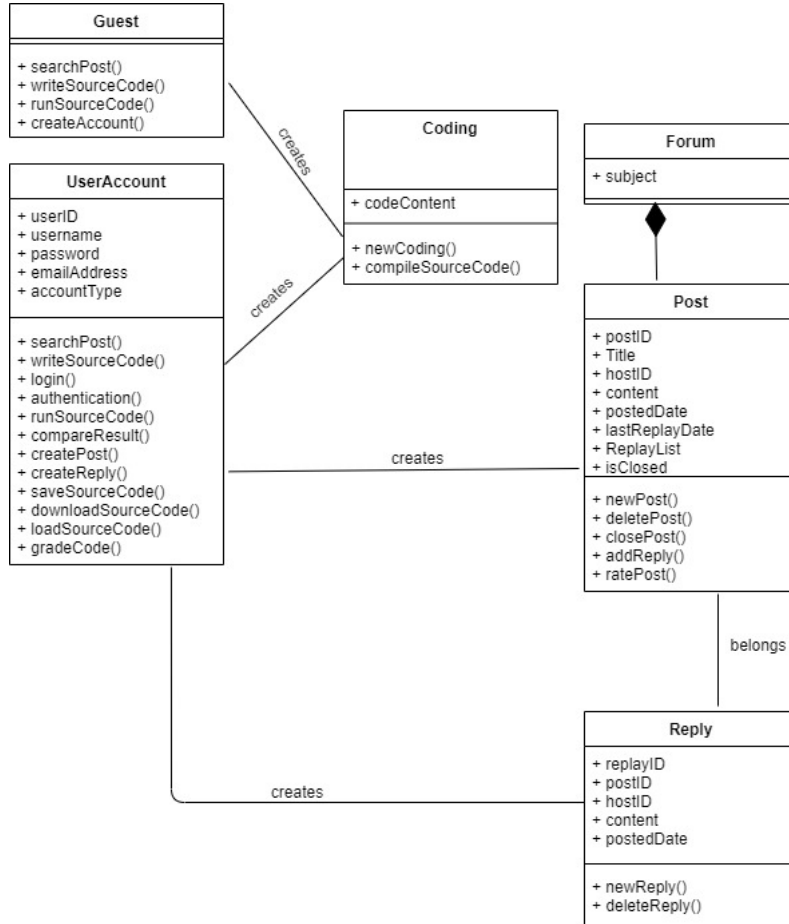 Guest
+ searchPost()
+ writeSourceCode()
+ runSourceCode()
+ createAccount()
creates
UserAccount
+ userID
+ username
+ password
+ emailAddress
+ accountType
+ searchPost()
+ writeSourceCode()
+ login()
+ authentication()
+ runSourceCode()
+ compareResult()
+ createPost()
+ createReply()
+ saveSourceCode()
+ downloadSourceCode()
+ loadSourceCode()
+ gradeCode()
creates
Coding
+ codeContent
+ newCoding()
+ compileSourceCode()
Forum
+ subject
creates
Post
+ postID
+ Title
+ hostID
+ content
+ postedDate
+ lastReplayDate
+ ReplayList
+ isClosed
+ newPost()
+ deletePost()
+ closePost()
+ addReply()
+ ratePost()
belongs
creates
Reply
+ replayID
+ postID
+ hostID
+ content
+ postedDate
+ newReply()
+ deleteReply()